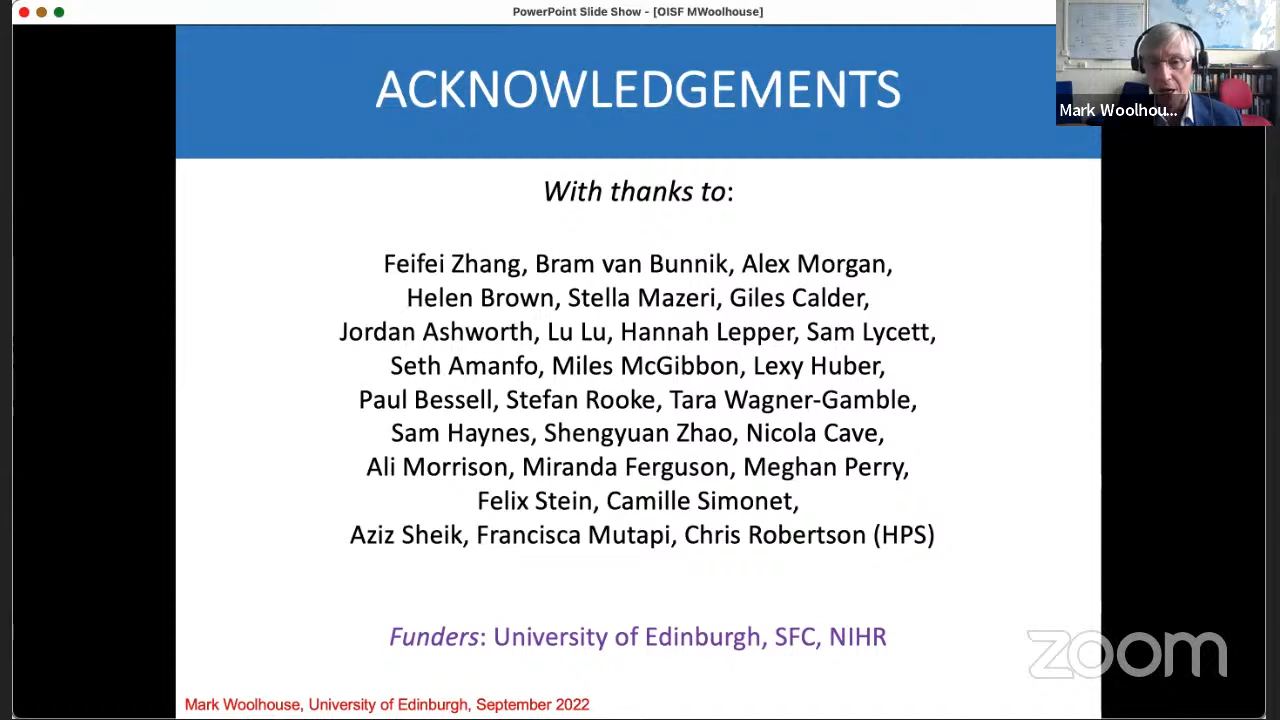 PowerPoint Slide Show - [OISF MWoolhouse]
ACKNOWLEDGEMENTS
Mark Woolhou...
With thanks to:
Feifei Zhang, Bram van Bunnik, Alex Morgan,
Helen Brown, Stella Mazeri, Giles Calder,
Jordan Ashworth, Lu Lu, Hannah Lepper, Sam Lycett,
Seth Amanfo, Miles McGibbon, Lexy Huber,
Paul Bessell, Stefan Rooke, Tara Wagner-Gamble,
Sam Haynes, Shengyuan Zhao, Nicola Cave,
Ali Morrison, Miranda Ferguson, Meghan Perry,
Felix Stein, Camille Simonet,
Aziz Sheik, Francisca Mutapi, Chris Robertson (HPS)
Funders: University of Edinburgh, SFC, NIHR
zoom
Mark Woolhouse, University of Edinburgh, September 2022